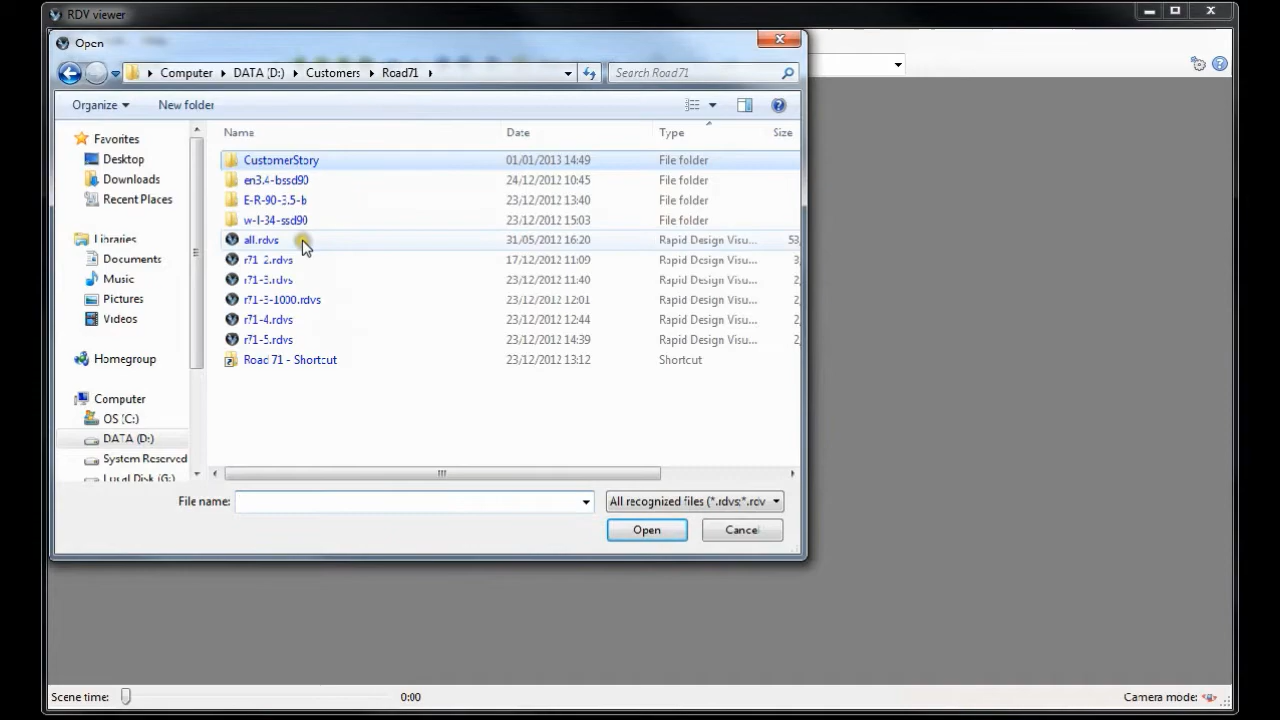 RDV viewer
Open
Computer DATA (D:) Customers Road71
Search Road71
Organize New folder
Name Date Type Size
Favorites
Desktop
Downloads
Recent Places
Libraries
Documents
Music
Pictures
Videos
Homegroup
Computer
OS (C:)
DATA (D:)
System Reserved
Local Disk (G:)
CustomerStory 01/01/2013 14:49 File folder
en3.4-bssd90 24/12/2012 10:45 File folder
E-R-90-3.5-b 23/12/2012 13:40 File folder
w-l-34-ssd90 23/12/2012 15:03 File folder
all.rdvs 31/05/2012 16:20 Rapid Design Visu... 53,
r71-2.rdvs 17/12/2012 11:09 Rapid Design Visu... 3,
r71-3.rdvs 23/12/2012 11:40 Rapid Design Visu... 2,
r71-3-1000.rdvs 23/12/2012 12:01 Rapid Design Visu... 2,
r71-4.rdvs 23/12/2012 12:44 Rapid Design Visu... 2,
r71-5.rdvs 23/12/2012 14:39 Rapid Design Visu... 2,
Road 71 - Shortcut 23/12/2012 13:12 Shortcut
File name: All recognized files (*.rdvs;*.rdv
Open Cancel
Scene time: 0:00 Camera mode: